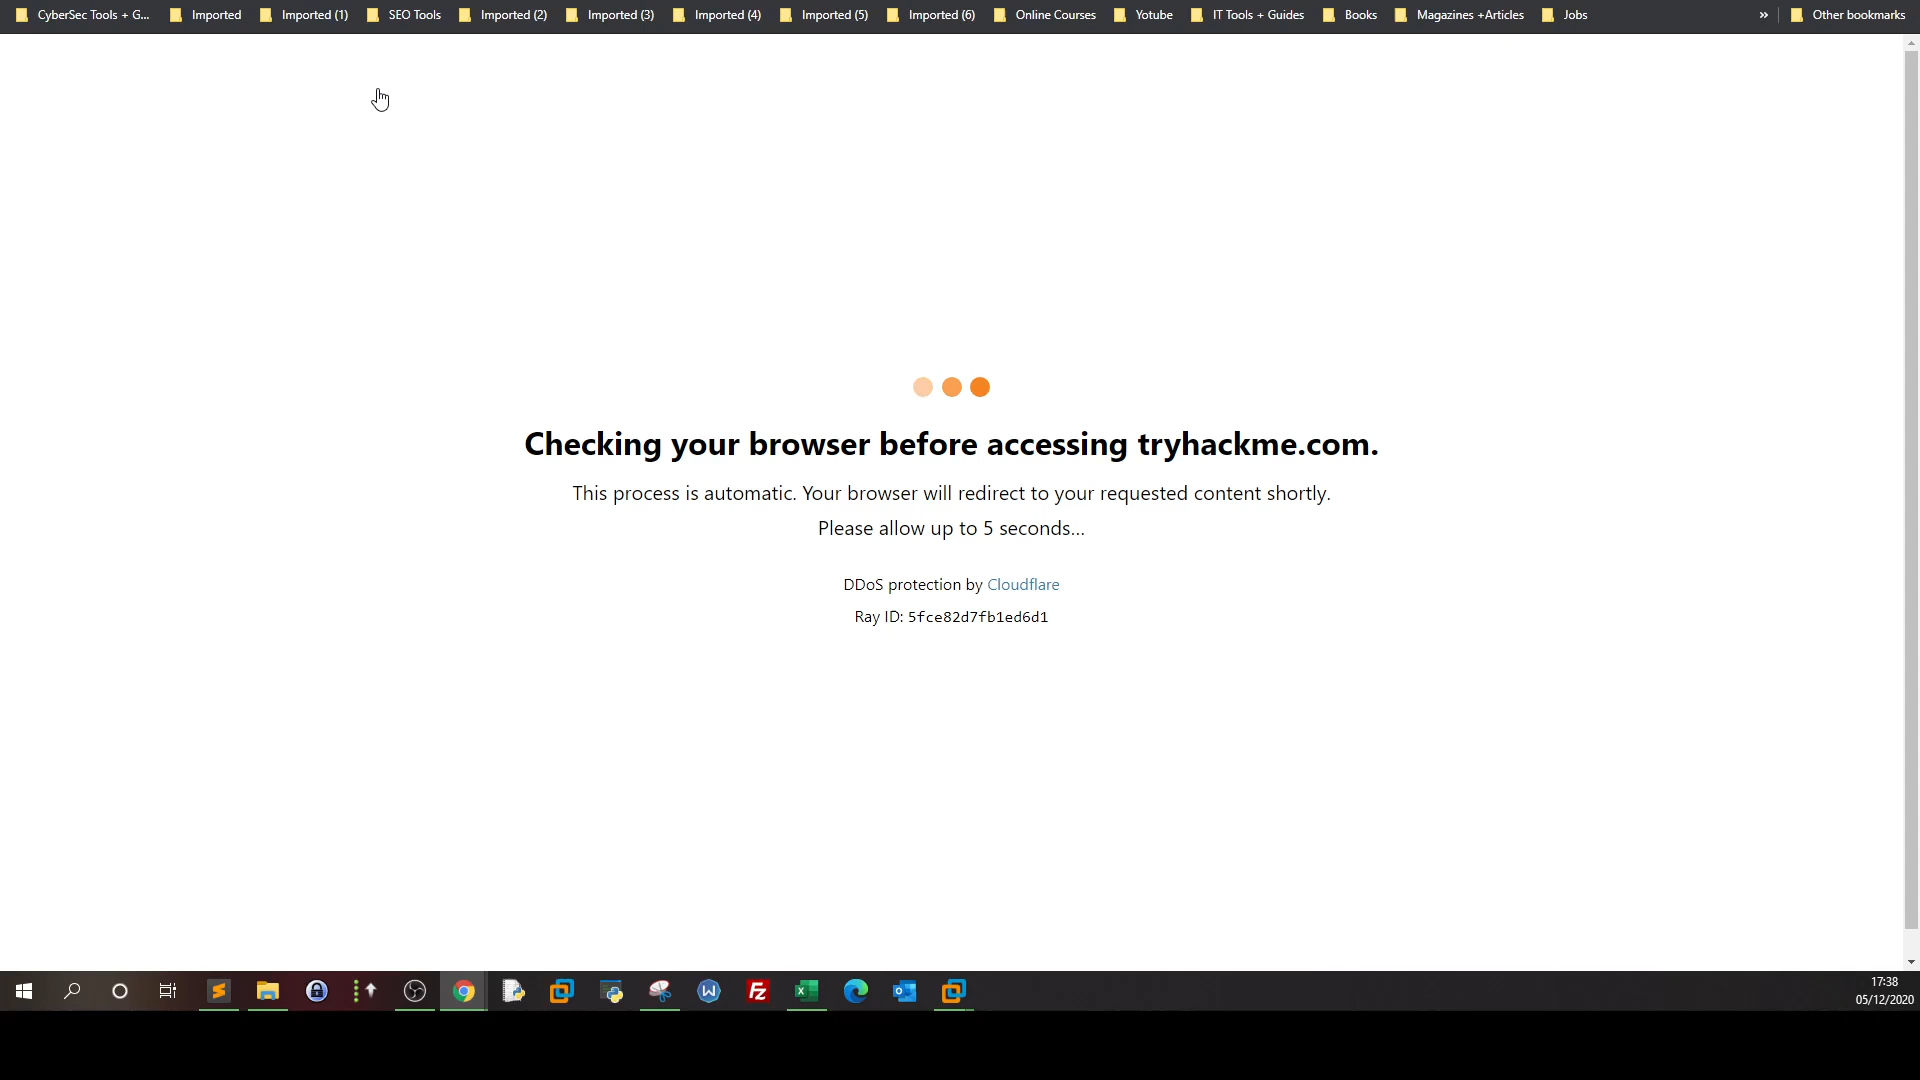 CyberSec Tools + G... Imported Imported (1) SEO Tools Imported (2) Imported (3) Imported (4) Imported (5) Imported (6) Online Courses Yotube IT Tools + Guides Books Magazines +Articles Jobs » Other bookmarks
Checking your browser before accessing tryhackme.com.
This process is automatic. Your browser will redirect to your requested content shortly.
Please allow up to 5 seconds...
DDoS protection by Cloudflare
Ray ID: 5fce82d7fb1ed6d1
17:38
05/12/2020